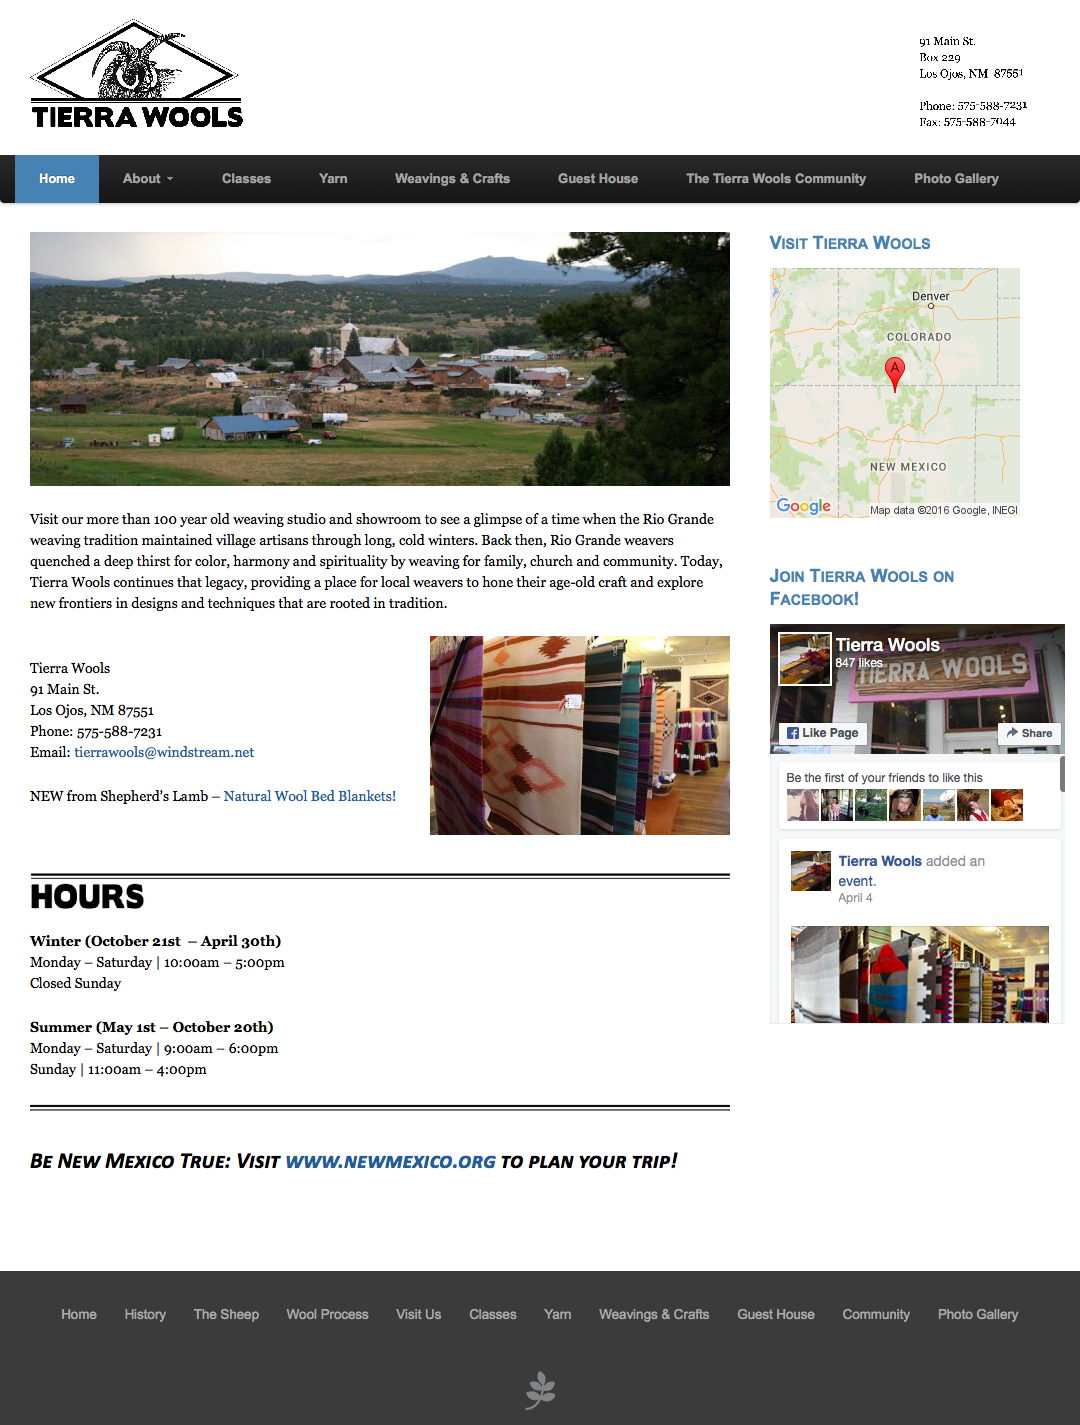 TIERRA WOOLS
91 Main St.
Box 229
Los Ojos, NM 87551
Phone: 575-588-7231
Fax: 575-588-7044
Home
About
Classes
Yarn
Weavings & Crafts
Guest House
The Tierra Wools Community
Photo Gallery
Visit our more than 100 year old weaving studio and showroom to see a glimpse of a time when the Rio Grande
weaving tradition maintained village artisans through long, cold winters. Back then, Rio Grande weavers
quenched a deep thirst for color, harmony and spirituality by weaving for family, church and community. Today,
Tierra Wools continues that legacy, providing a place for local weavers to hone their age-old craft and explore
new frontiers in designs and techniques that are rooted in tradition.
Tierra Wools
91 Main St.
Los Ojos, NM 87551
Phone: 575-588-7231
Email: tierrawools@windstream.net
NEW from Shepherd's Lamb – Natural Wool Bed Blankets!
HOURS
Winter (October 21st – April 30th)
Monday – Saturday | 10:00am – 5:00pm
Closed Sunday
Summer (May 1st – October 20th)
Monday – Saturday | 9:00am – 6:00pm
Sunday | 11:00am – 4:00pm
Be New Mexico True: Visit www.newmexico.org to plan your trip!
Visit Tierra Wools
Denver
COLORADO
A
NEW MEXICO
Google
Map data ©2016 Google, INEGI
Join Tierra Wools on
Facebook!
Tierra Wools
847 likes
TIERRA WOOLS
Like Page
Share
Be the first of your friends to like this
Tierra Wools added an
event.
April 4
Home
History
The Sheep
Wool Process
Visit Us
Classes
Yarn
Weavings & Crafts
Guest House
Community
Photo Gallery